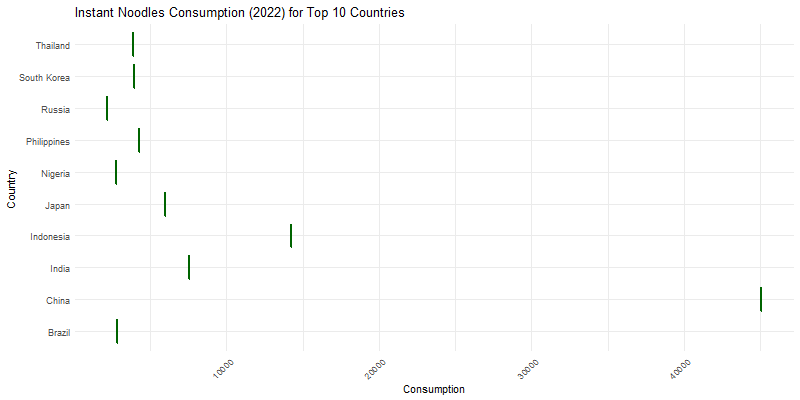 Instant Noodles Consumption (2022) for Top 10 Countries
Thailand
South Korea
Russia
Philippines
Nigeria
Japan
Indonesia
India
China
Brazil
Country
10000
20000
30000
40000
Consumption